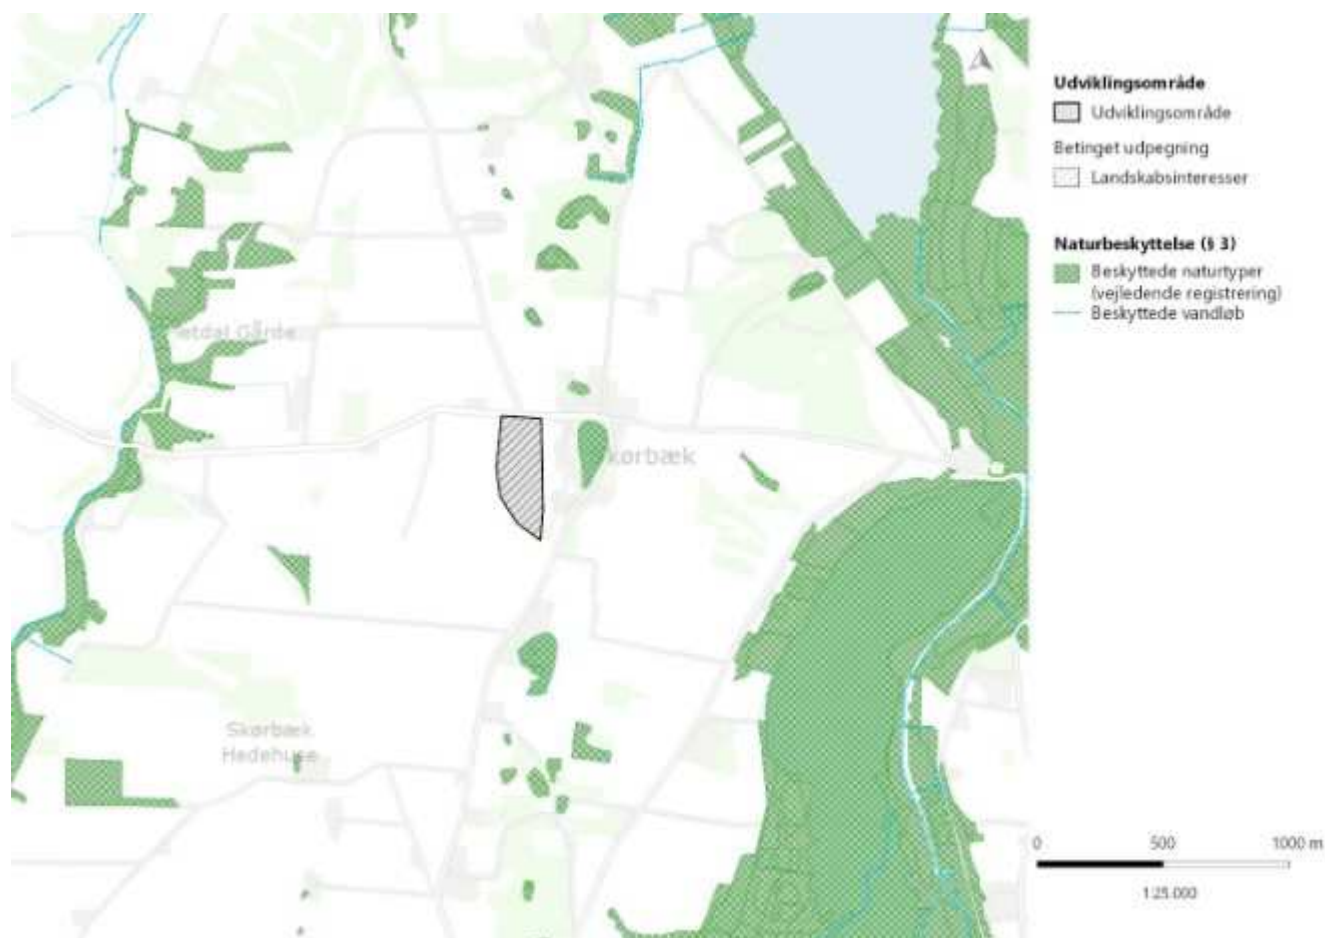 Udviklingsområde
Udviklingsområde
Betinget udpegning
Landskabsinteresser
Naturbeskyttelse (§ 3)
Beskyttede naturtyper
(vejledende registrering)
Beskyttede vandløb
Gårde
Skørbæk
Hedehuse
0 500 1000 m
1:25.000